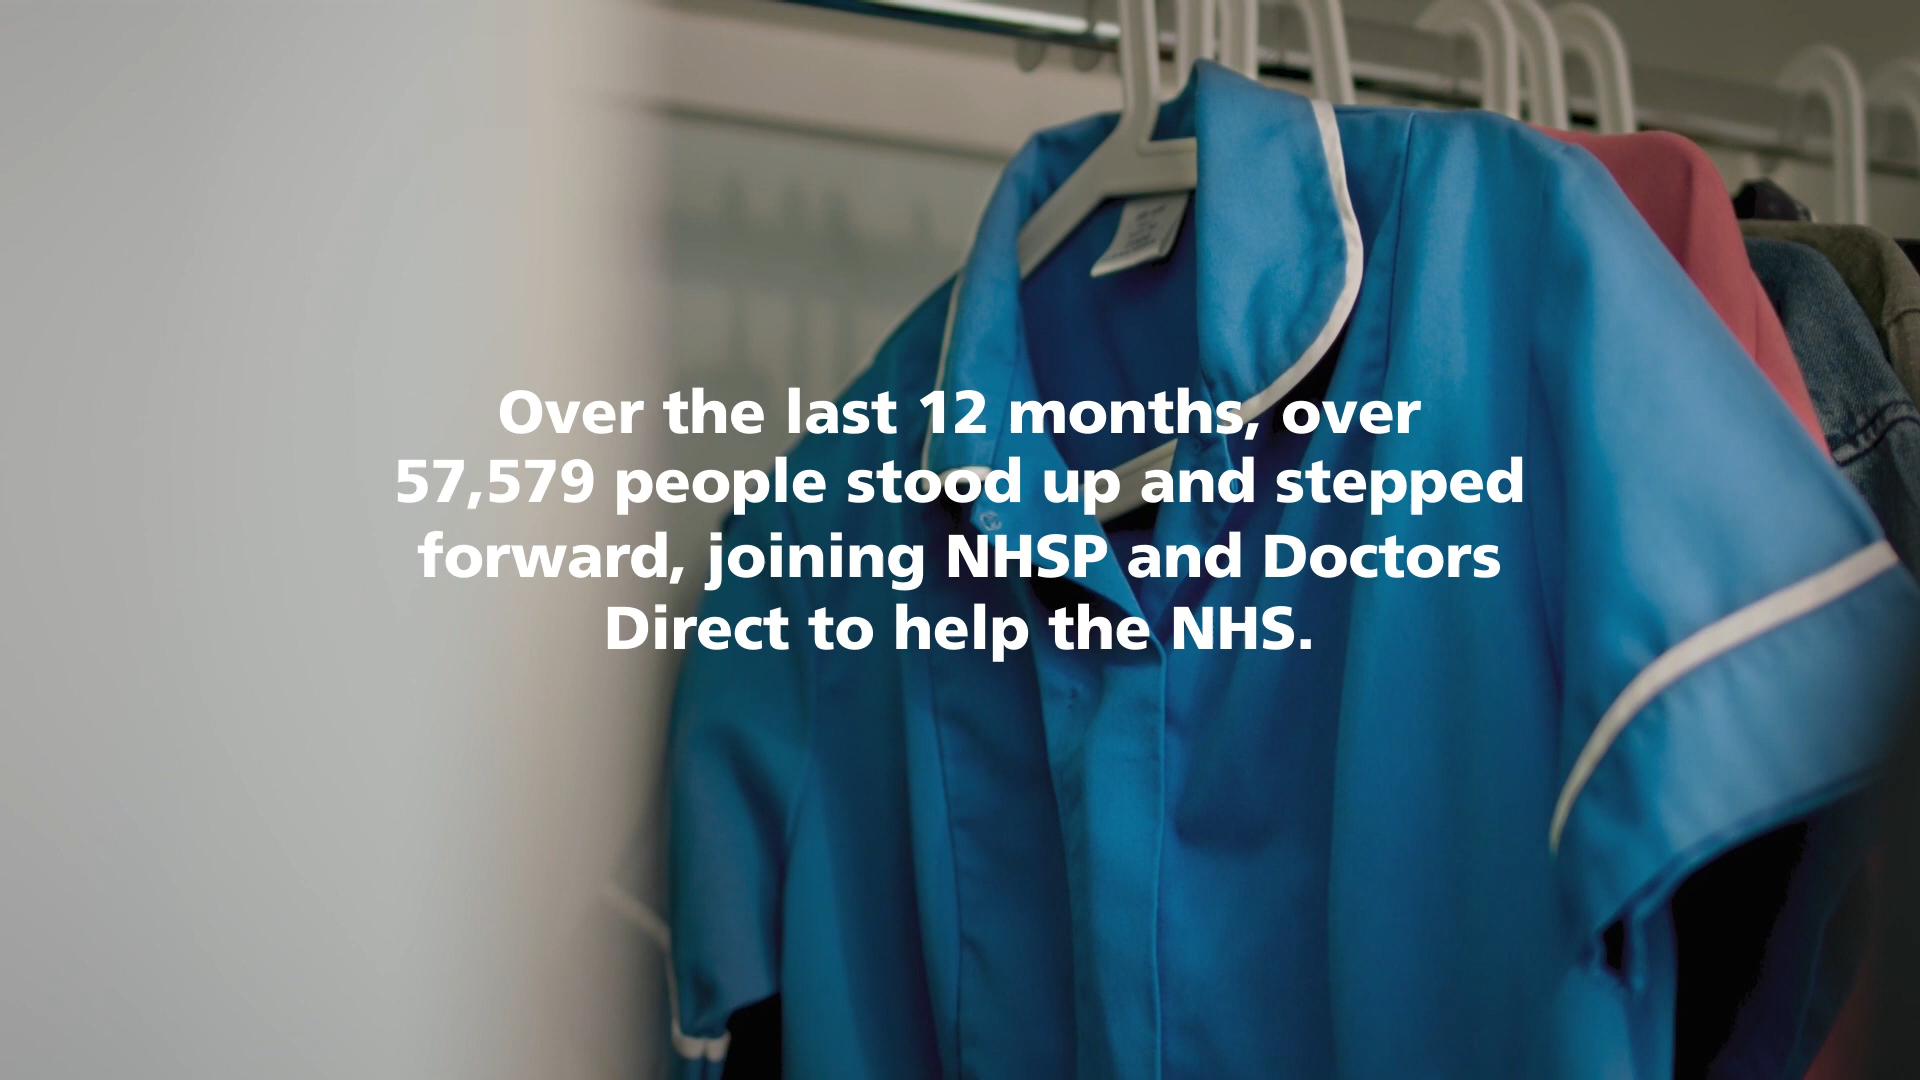 Over the last 12 months, over
57,579 people stood up and stepped
forward, joining NHSP and Doctors
Direct to help the NHS.